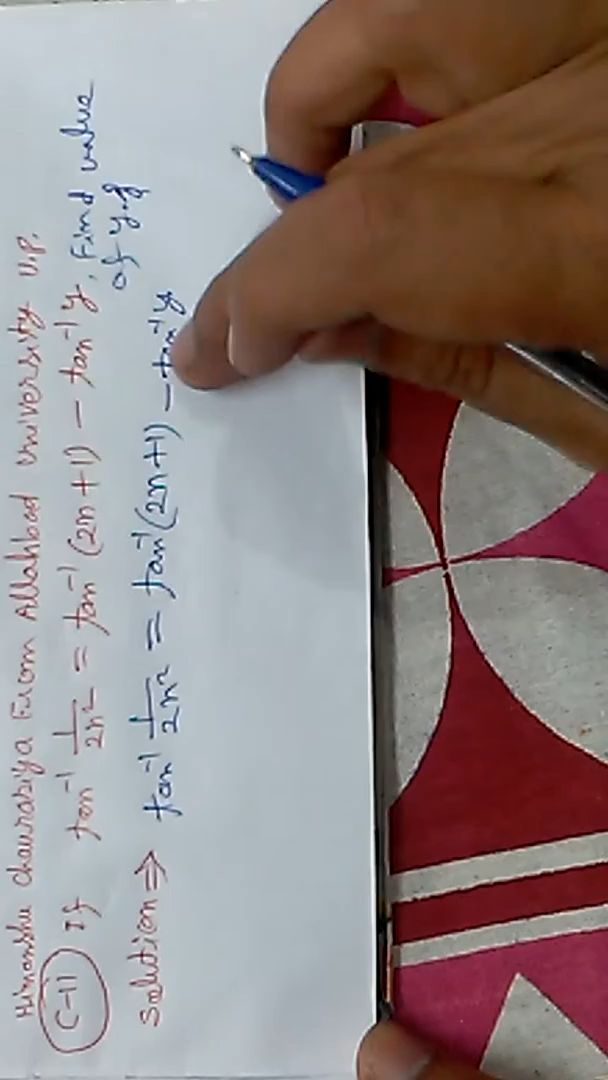 Himanshu chaurasiya From Allahbad University U.P.
C-11 If tan⁻¹ 1/2n² = tan⁻¹(2n+1) – tan⁻¹y, Find value
of y.?
Solution ⇒ tan⁻¹ 1/2n² = tan⁻¹(2n+1) – tan⁻¹y